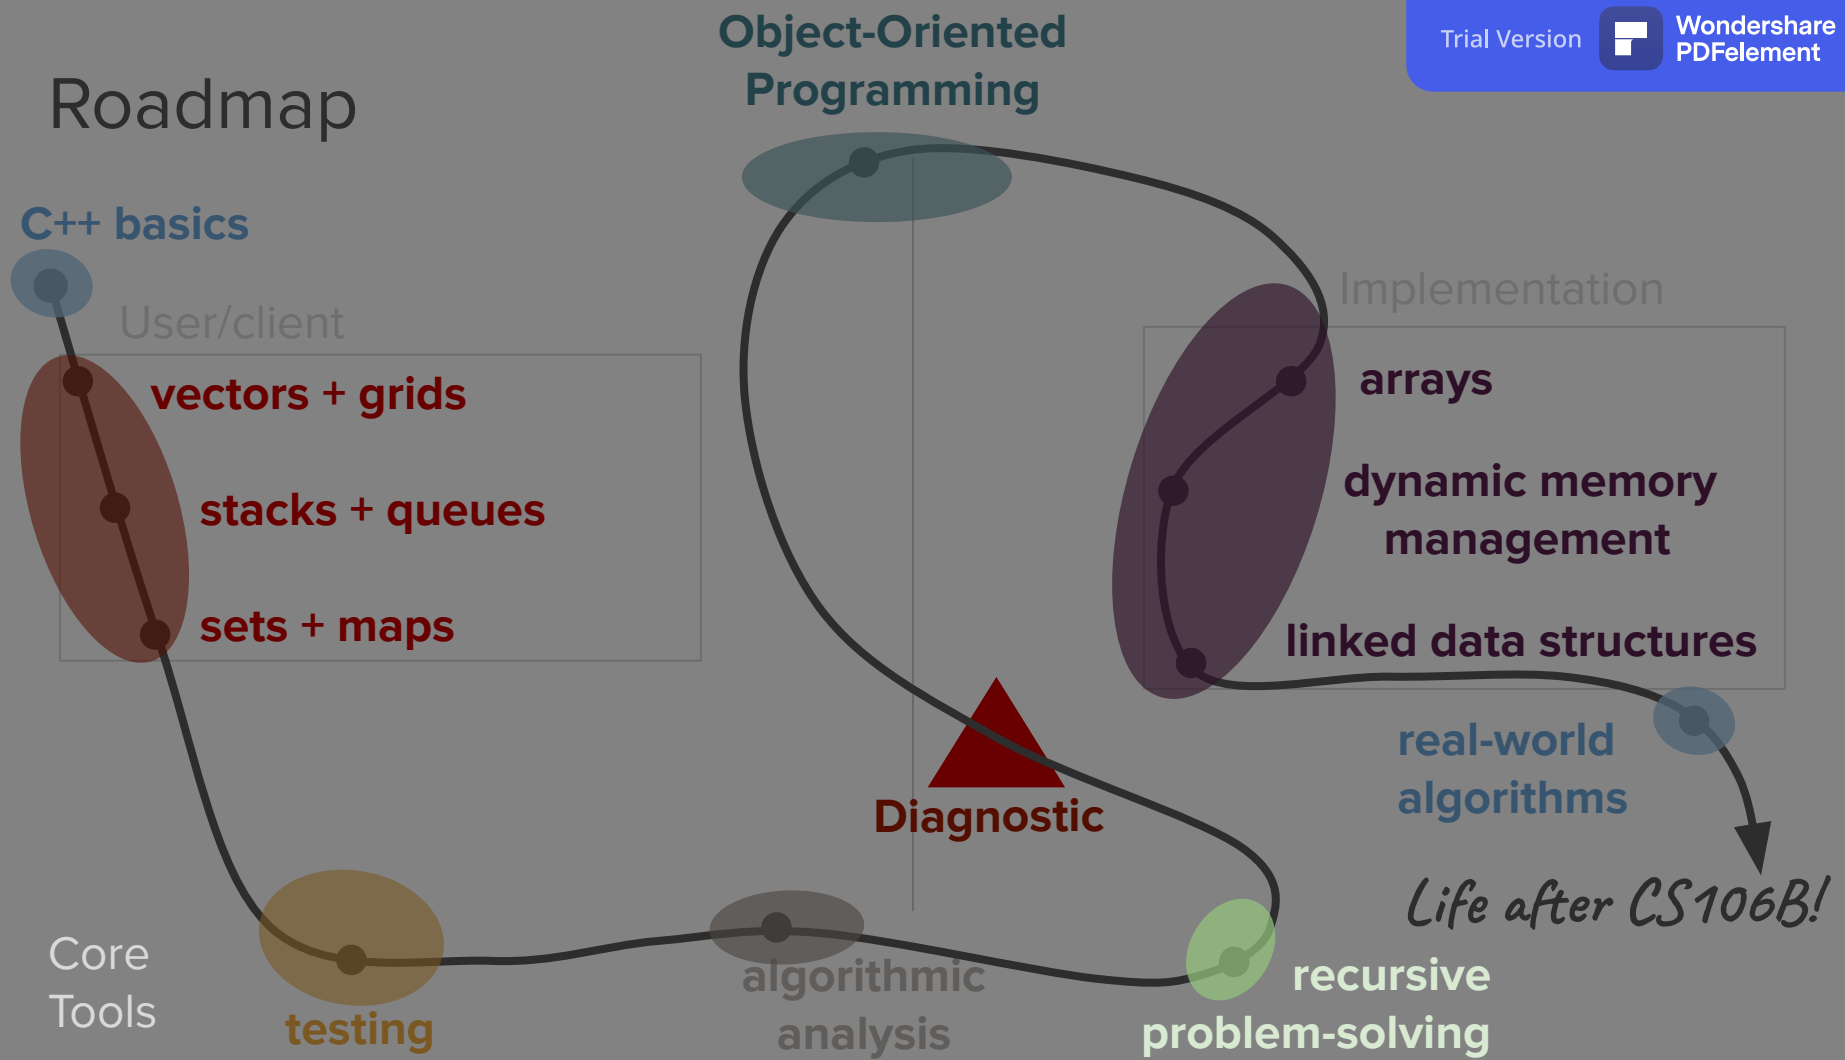 Object-Oriented
Programming
Trial Version
Wondershare
PDFelement
Roadmap
C++ basics
User/client
vectors + grids
stacks + queues
sets + maps
Implementation
arrays
dynamic memory
management
linked data structures
Diagnostic
real-world
algorithms
Life after CS106B!
Core
Tools
testing
algorithmic
analysis
recursive
problem-solving